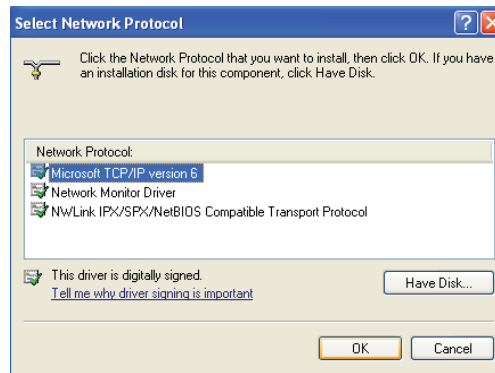 Select Network Protocol
Click the Network Protocol that you want to install, then click OK. If you have
an installation disk for this component, click Have Disk.
Network Protocol:
Microsoft TCP/IP version 6
Network Monitor Driver
NWLink IPX/SPX/NetBIOS Compatible Transport Protocol
This driver is digitally signed.
Tell me why driver signing is important
Have Disk...
OK
Cancel